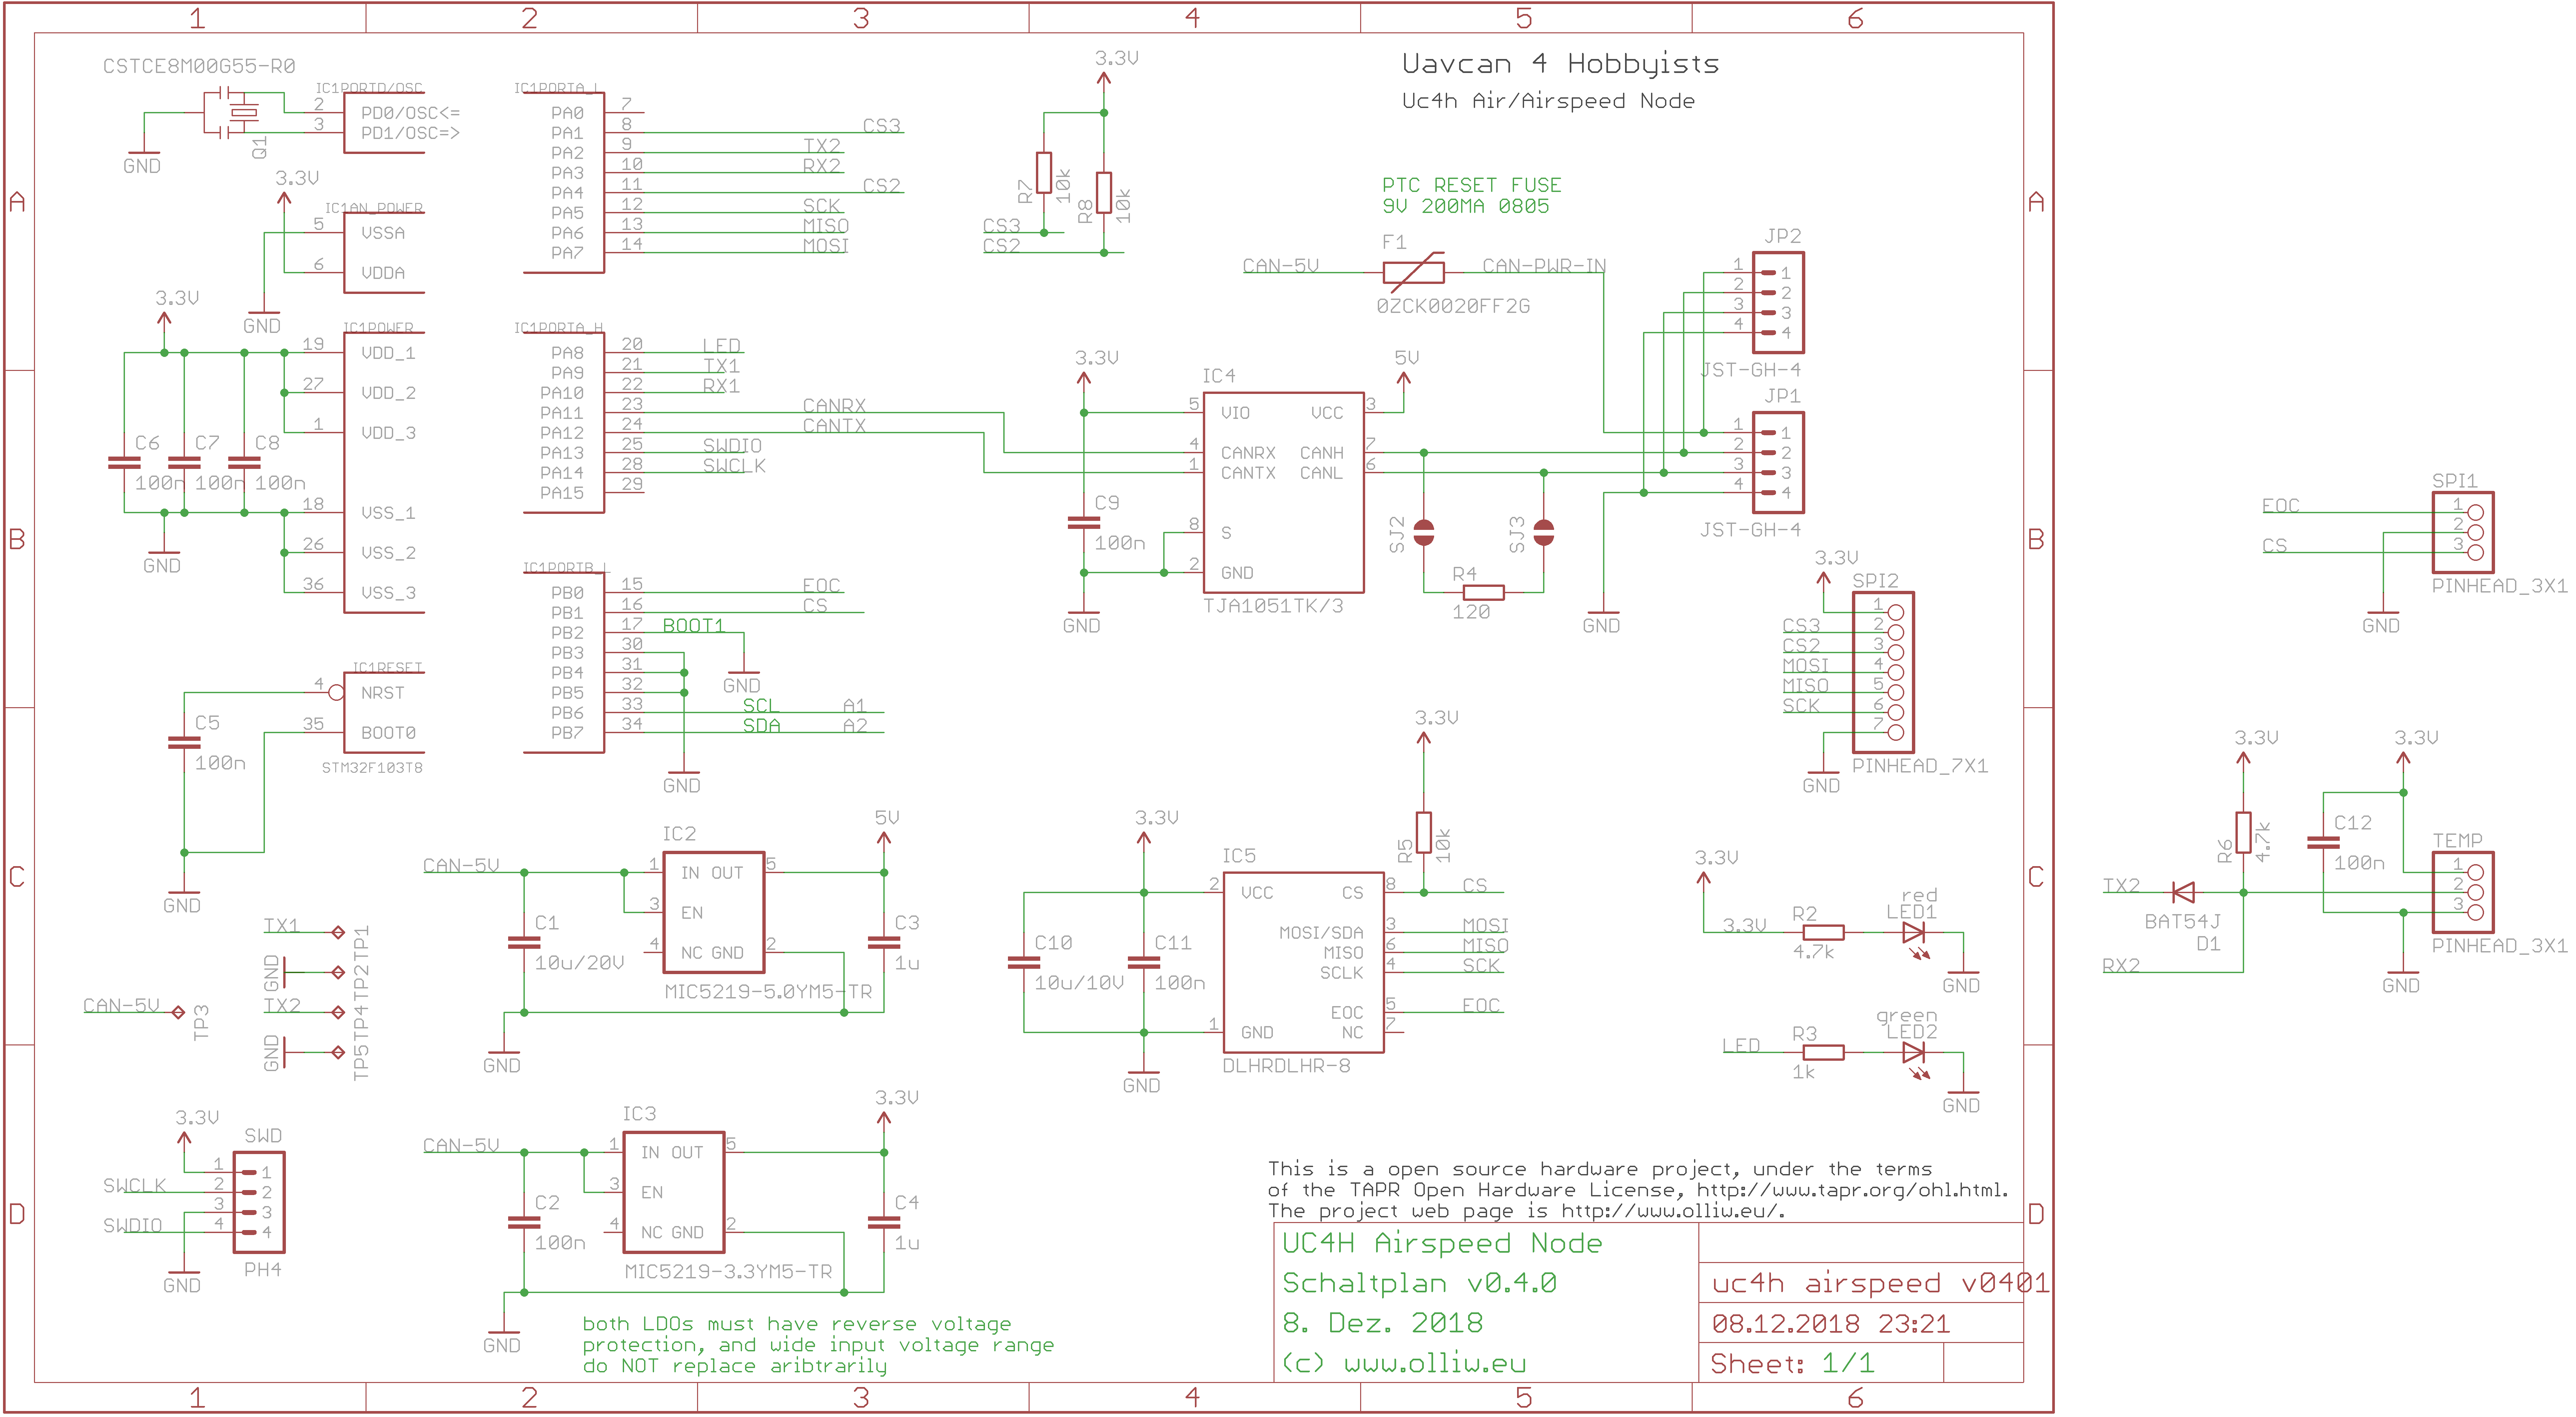 1 2 3 4 5 6
A
B
C
D
A
B
C
D
1 2 3 4 5 6
Uavcan 4 Hobbyists
Uc4h Air/Airspeed Node
CSTCE8M00G55-R0
Q1
GND
IC1PORTD/OSC
2 PD0/OSC<=
3 PD1/OSC=>
3.3V
IC1AN_POWER
5 VSSA
6 VDDA
GND
3.3V
IC1POWER
19 VDD_1
27 VDD_2
1 VDD_3
18 VSS_1
26 VSS_2
36 VSS_3
C6 C7 C8
100n 100n 100n
GND
IC1RESET
4 NRST
35 BOOT0
STM32F103T8
C5
100n
GND
IC1PORTA_L
PA0 7
PA1 8 CS3
PA2 9 TX2
PA3 10 RX2
PA4 11 CS2
PA5 12 SCK
PA6 13 MISO
PA7 14 MOSI
IC1PORTA_H
PA8 20 LED
PA9 21 TX1
PA10 22 RX1
PA11 23 CANRX
PA12 24 CANTX
PA13 25 SWDIO
PA14 28 SWCLK
PA15 29
IC1PORTB_L
PB0 15 EOC
PB1 16 CS
PB2 17 BOOT1
PB3 30
PB4 31
PB5 32
PB6 33 SCL A1
PB7 34 SDA A2
GND
GND
3.3V
R7 10k
R8 10k
CS3
CS2
PTC RESET FUSE
9V 200MA 0805
F1
CAN-5V CAN-PWR-IN
0ZCK0020FF2G
JP2
1 1
2 2
3 3
4 4
JST-GH-4
JP1
1 1
2 2
3 3
4 4
JST-GH-4
3.3V
5V
IC4
5 VIO VCC 3
4 CANRX CANH 7
1 CANTX CANL 6
8 S
2 GND
TJA1051TK/3
C9
100n
GND
SJ2
SJ3
R4
120
GND
3.3V
SPI2
1
CS3 2
CS2 3
MOSI 4
MISO 5
SCK 6
7
GND
PINHEAD_7X1
SPI1
EOC 1
2
CS 3
PINHEAD_3X1
GND
TX1
GND
TX2
GND
TP5TP4TP2TP1
CAN-5V
TP3
3.3V
SWD
1 1
SWCLK 2 2
3 3
SWDIO 4 4
GND
PH4
CAN-5V
IC2
5V
1 IN OUT 5
3 EN
4 NC GND 2
MIC5219-5.0YM5-TR
C1
10u/20V
C3
1u
GND
CAN-5V
IC3
3.3V
1 IN OUT 5
3 EN
4 NC GND 2
MIC5219-3.3YM5-TR
C2
100n
C4
1u
GND
both LDOs must have reverse voltage
protection, and wide input voltage range
do NOT replace aribtrarily
3.3V
IC5
2 VCC CS 8 CS
MOSI/SDA 3 MOSI
MISO 6 MISO
SCLK 4 SCK
EOC 5 EOC
1 GND NC 7
DLHRDLHR-8
C10
10u/10V
C11
100n
GND
3.3V
R5 10k
3.3V
3.3V R2
4.7k
red
LED1
GND
LED R3
1k
green
LED2
GND
3.3V
R6 4.7k
TX2
BAT54J
D1
RX2
3.3V
C12
100n
TEMP
1
2
3
PINHEAD_3X1
GND
This is a open source hardware project, under the terms
of the TAPR Open Hardware License, http://www.tapr.org/ohl.html.
The project web page is http://www.olliw.eu/.
UC4H Airspeed Node
Schaltplan v0.4.0
8. Dez. 2018
(c) www.olliw.eu
uc4h airspeed v0401
08.12.2018 23:21
Sheet: 1/1